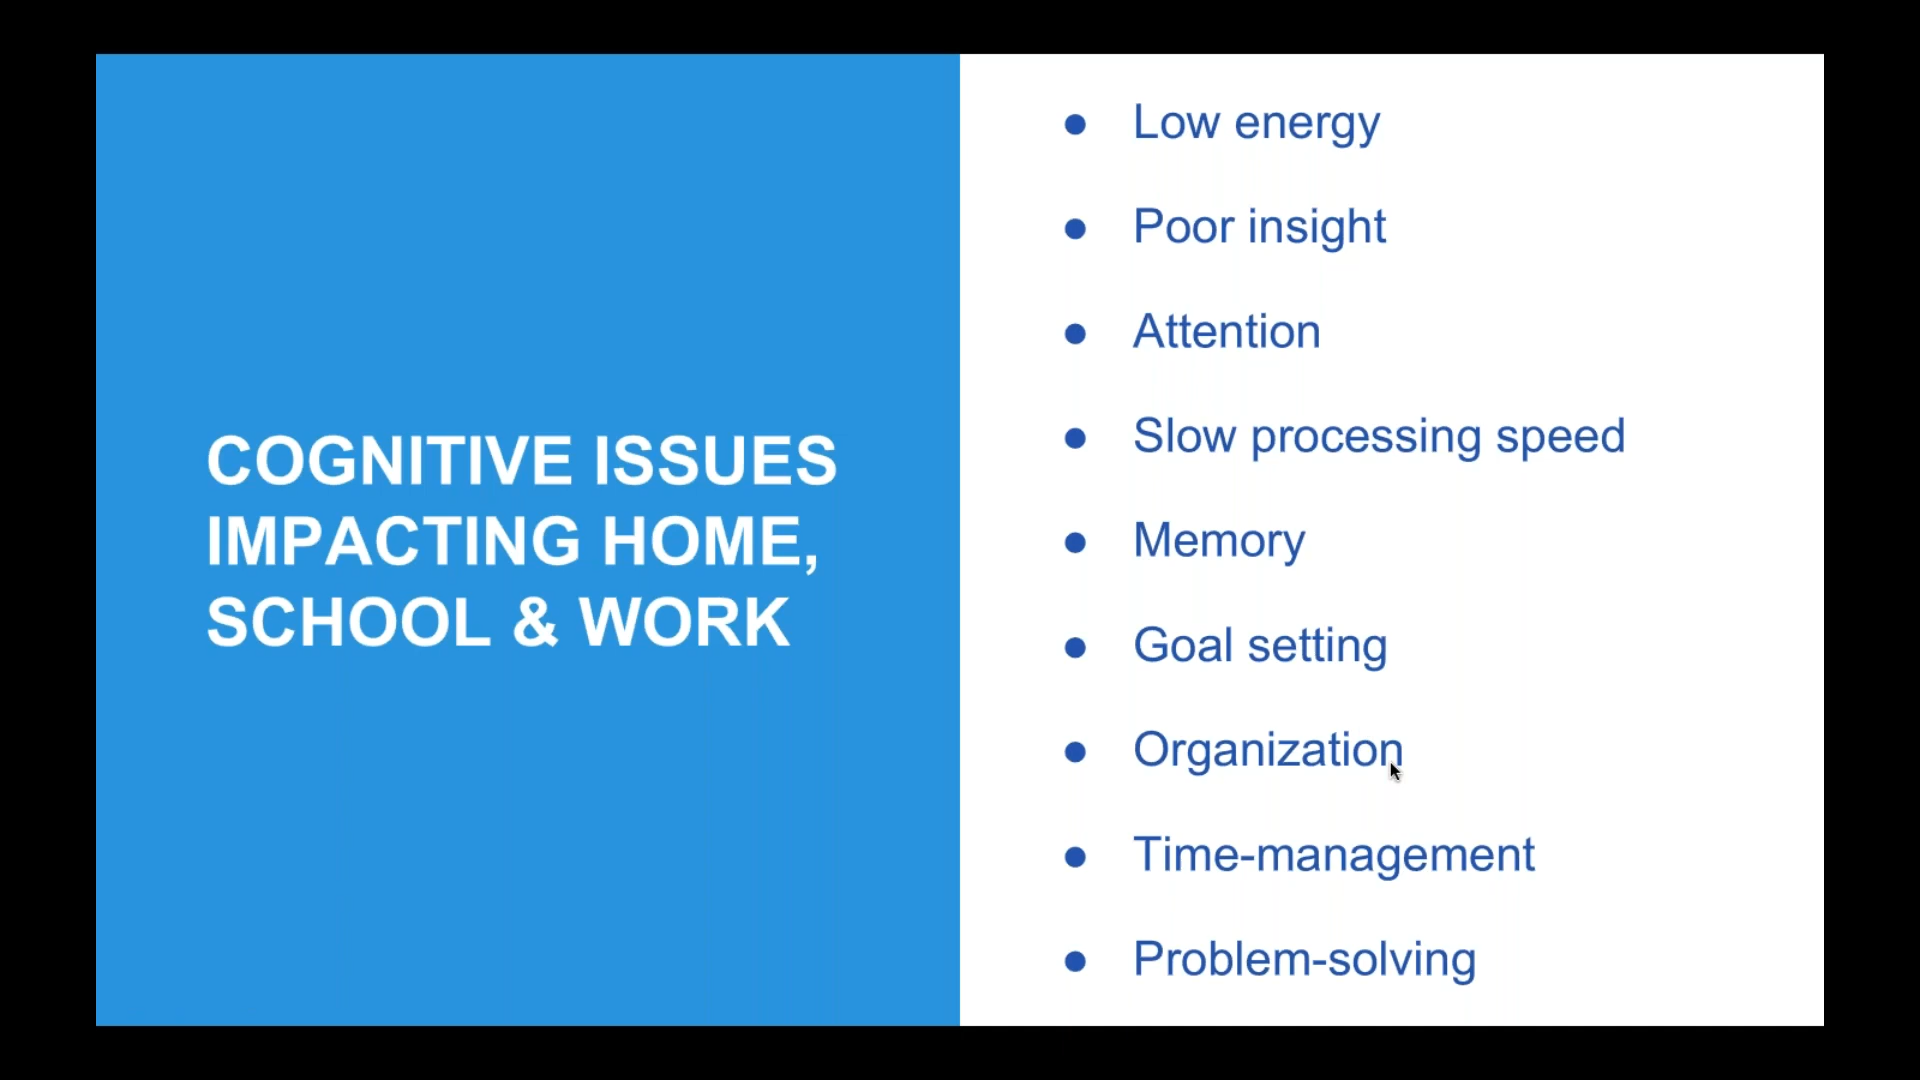 COGNITIVE ISSUES
IMPACTING HOME,
SCHOOL & WORK
● Low energy
● Poor insight
● Attention
● Slow processing speed
● Memory
● Goal setting
● Organization
● Time-management
● Problem-solving